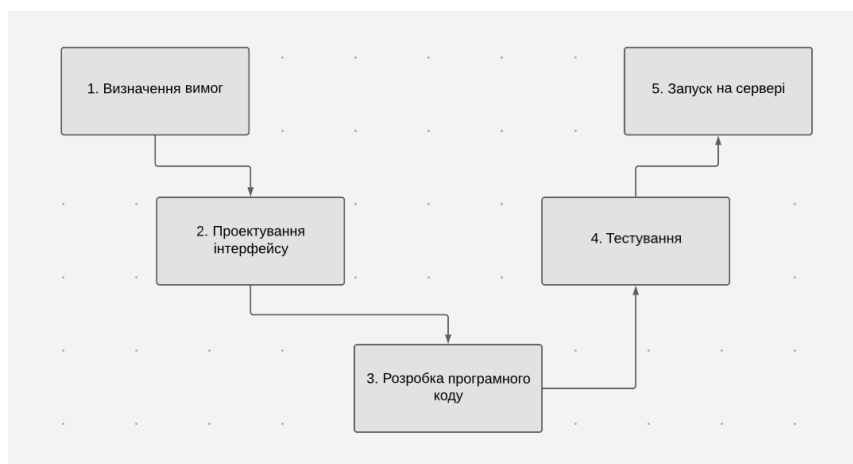 1. Визначення вимог
5. Запуск на сервері
2. Проектування
інтерфейсу
4. Тестування
3. Розробка програмного
коду